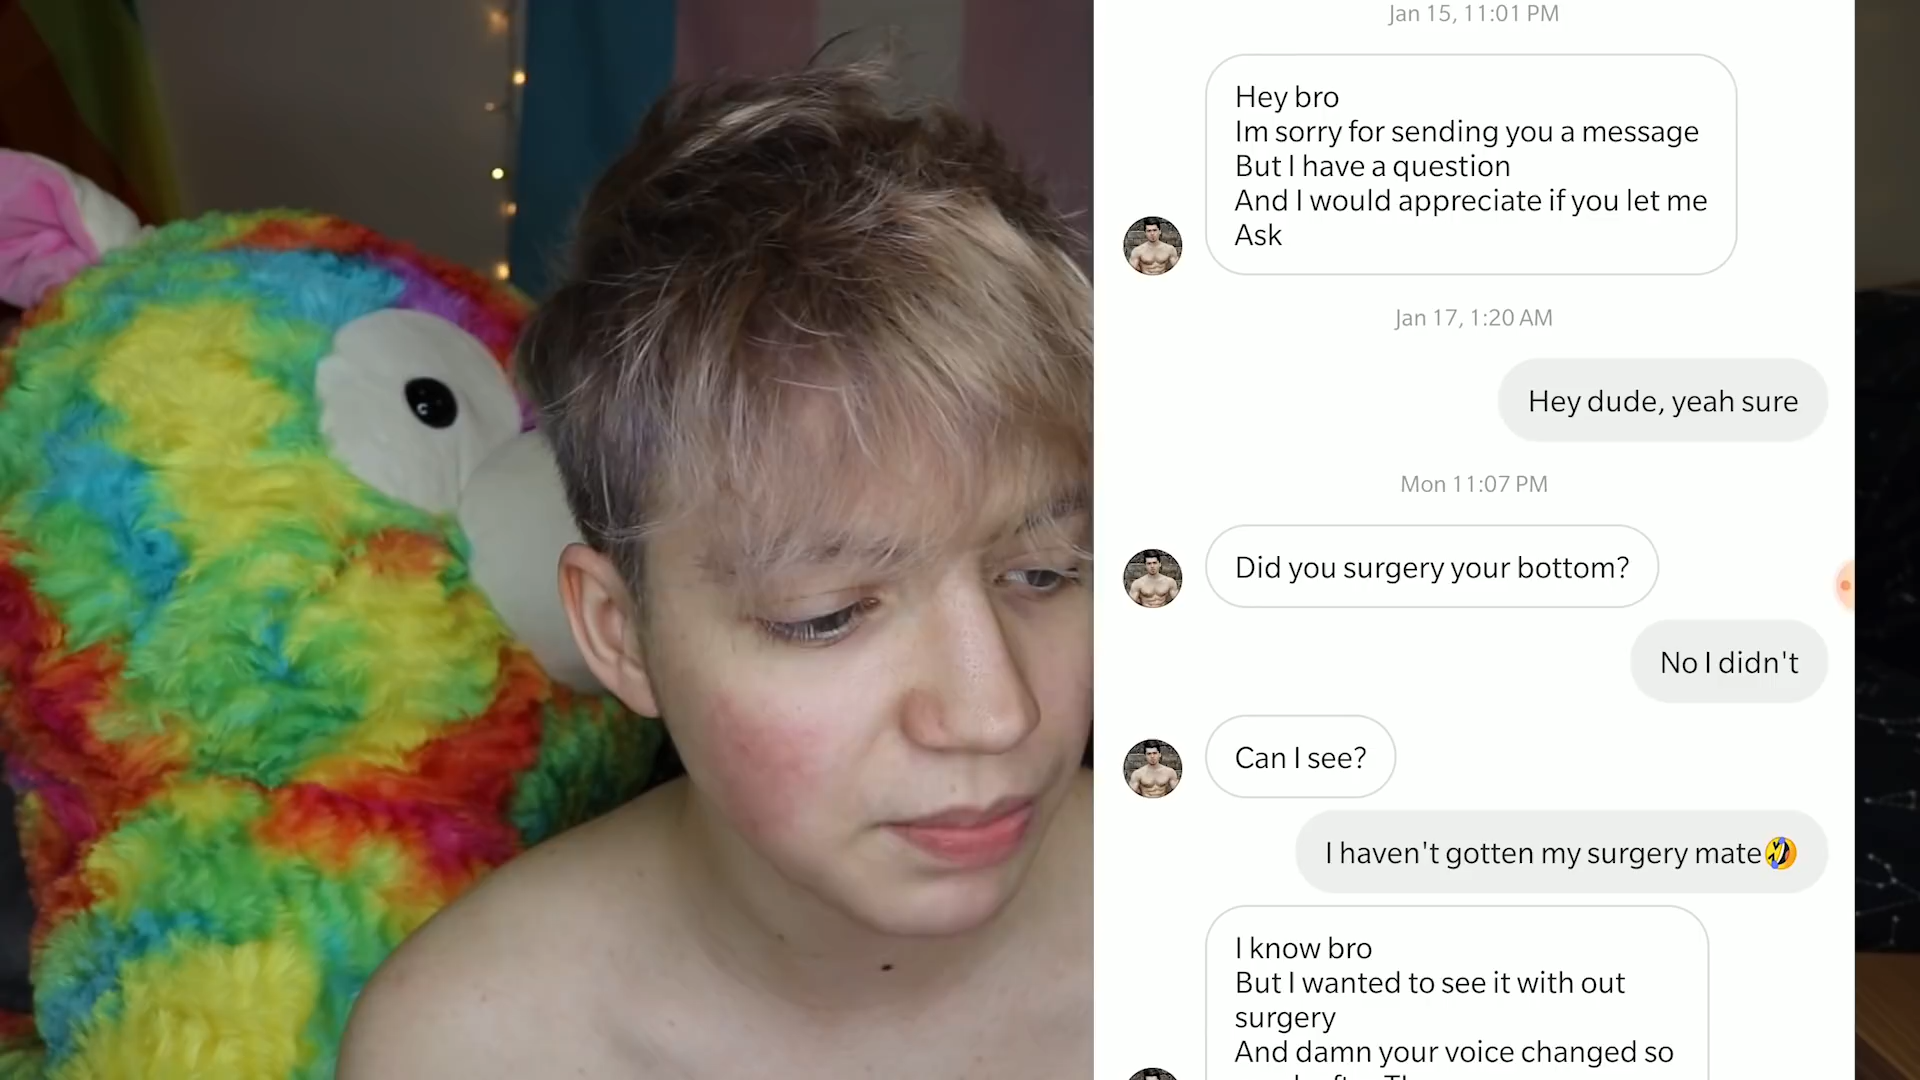 Jan 15, 11:01 PM
Hey bro
Im sorry for sending you a message
But I have a question
And I would appreciate if you let me
Ask
Jan 17, 1:20 AM
Hey dude, yeah sure
Mon 11:07 PM
Did you surgery your bottom?
No I didn't
Can I see?
I haven't gotten my surgery mate🤣
I know bro
But I wanted to see it with out
surgery
And damn your voice changed so